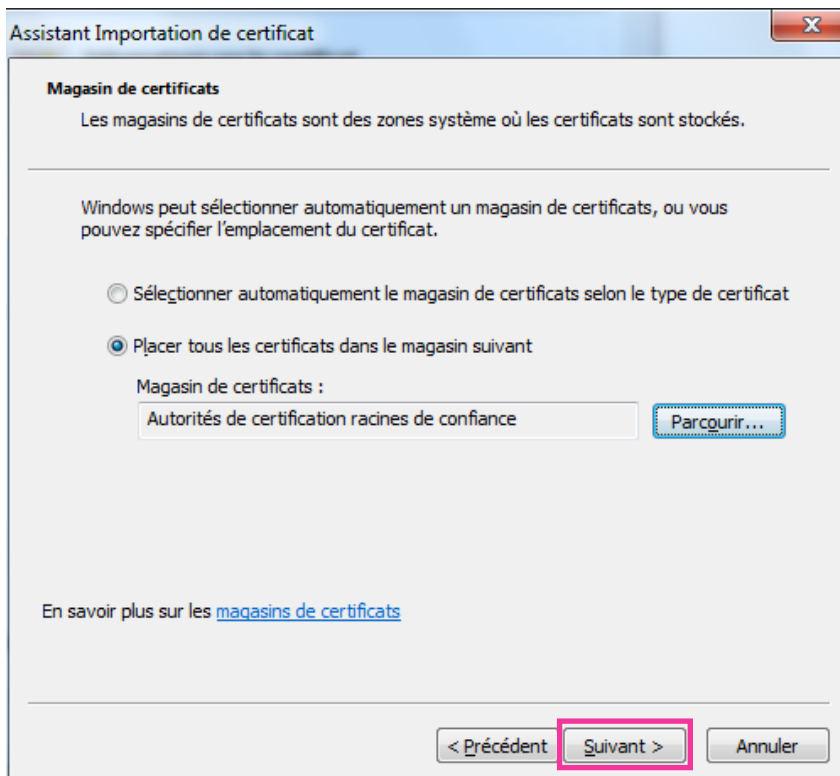 Assistant Importation de certificat
Magasin de certificats
Les magasins de certificats sont des zones système où les certificats sont stockés.
Windows peut sélectionner automatiquement un magasin de certificats, ou vous
pouvez spécifier l'emplacement du certificat.
Sélectionner automatiquement le magasin de certificats selon le type de certificat
Placer tous les certificats dans le magasin suivant
Magasin de certificats :
Autorités de certification racines de confiance
Parcourir...
En savoir plus sur les magasins de certificats
< Précédent
Suivant >
Annuler